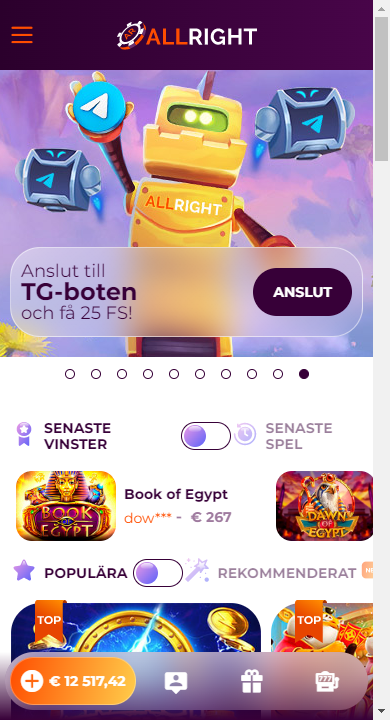 ALLRIGHT
ALLRIGHT
Anslut till
TG-boten
och få 25 FS!
ANSLUT
SENASTE
VINSTER
SENASTE
SPEL
BOOK
OF
EGYPT
Book of Egypt
dow*** - € 267
DAWN
OF
EGYPT
POPULÄRA
REKOMMENDERAT
TOP
TOP
€ 12 517,42
777